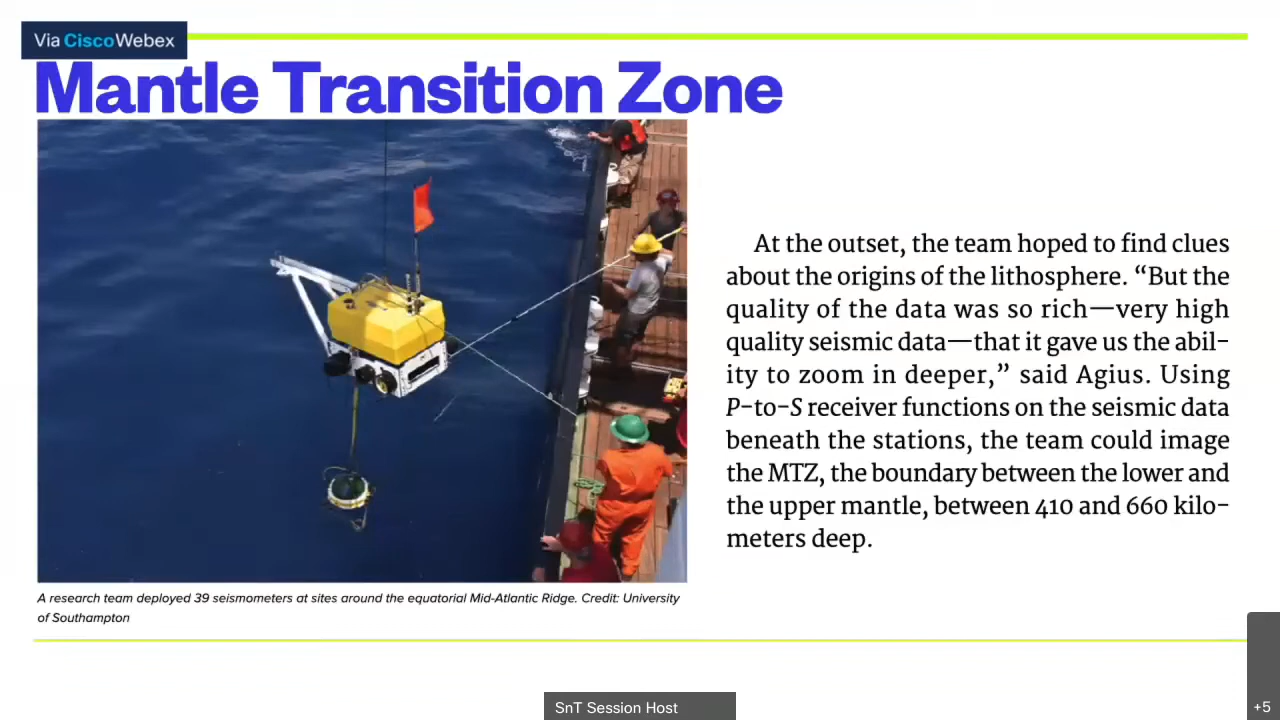 Via CiscoWebex
Mantle Transition Zone
At the outset, the team hoped to find clues
about the origins of the lithosphere. “But the
quality of the data was so rich—very high
quality seismic data—that it gave us the abil-
ity to zoom in deeper,” said Agius. Using
P-to-S receiver functions on the seismic data
beneath the stations, the team could image
the MTZ, the boundary between the lower and
the upper mantle, between 410 and 660 kilo-
meters deep.
A research team deployed 39 seismometers at sites around the equatorial Mid-Atlantic Ridge. Credit: University
of Southampton
SnT Session Host
+5